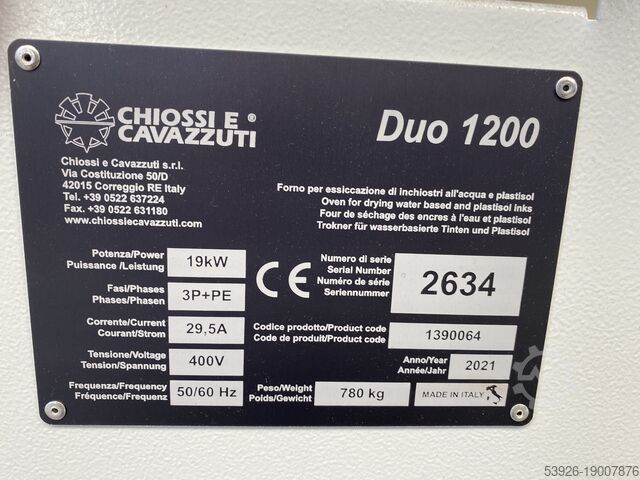 CHIOSSI E ®
CAVAZZUTI
Duo 1200
Chiossi e Cavazzuti s.r.l.
Via Costituzione 50/D
42015 Correggio RE Italy
Tel. +39 0522 637224
Fax. +39 0522 631180
www.chiossiecavazzuti.com
Forno per essiccazione di inchiostri all'acqua e plastisol
Oven for drying water based and plastisol inks
Four de séchage des encres à l'eau et plastisol
Trokner für wasserbasierte Tinten und Plastisol
Potenza/Power
Puissance /Leistung
19kW
Fasi/Phases
Phases/Phasen
3P+PE
Corrente/Current
Courant/Strom
29,5A
Tensione/Voltage
Tension/Spannung
400V
Frequenza/Frequency
Fréquence/Frequenz
50/60 Hz
CE
Numero di serie
Serial Number
Numéro de série
Seriennummer
2634
Codice prodotto/Product code
Code de produit/Product code
1390064
Anno/Year
Année/Jahr
2021
Peso/Weight
Poids/Gewicht
780 kg
MADE IN ITALY
53926-19007876